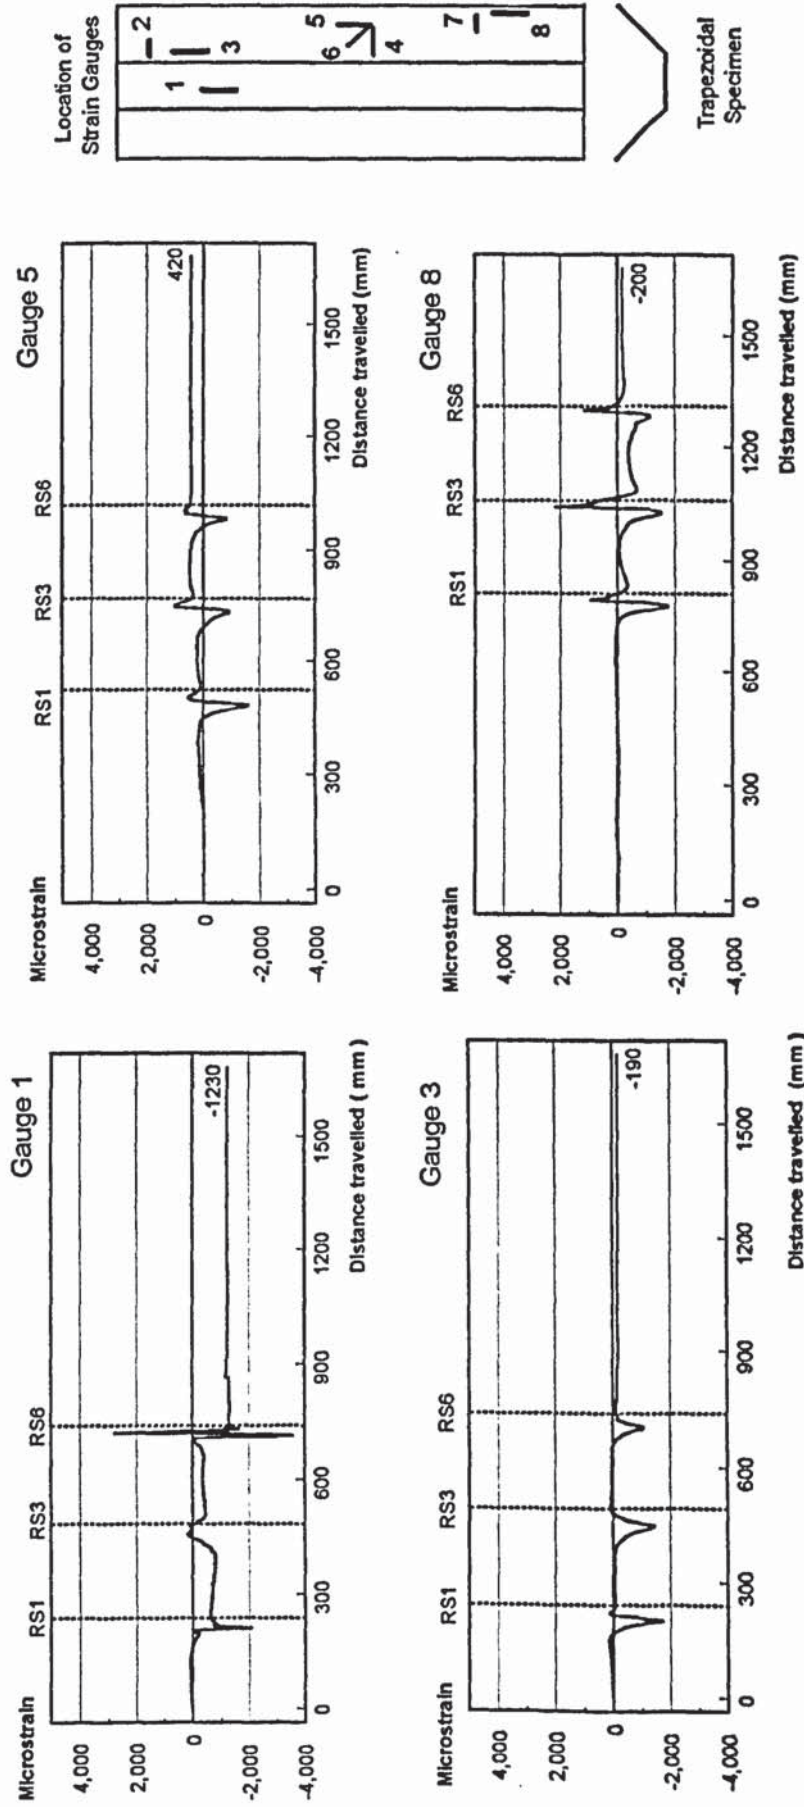 Gauge 1
Microstrain
RS1
RS3
RS6
4,000
2,000
0
-2,000
-4,000
-1230
0
300
600
900
1200
1500
Distance travelled ( mm )
Gauge 5
Microstrain
RS1
RS3
RS6
4,000
2,000
0
-2,000
-4,000
420
0
300
600
900
1200
1500
Distance travelled (mm)
Location of
Strain Gauges
1
2
3
4
5
6
7
8
Trapezoidal
Specimen
Gauge 3
Microstrain
RS1
RS3
RS6
4,000
2,000
0
-2,000
-4,000
-190
0
300
600
900
1200
1500
Distance travelled (mm )
Gauge 8
Microstrain
RS1
RS3
RS6
4,000
2,000
0
-2,000
-4,000
-200
0
300
600
900
1200
1500
Distance travelled (mm)